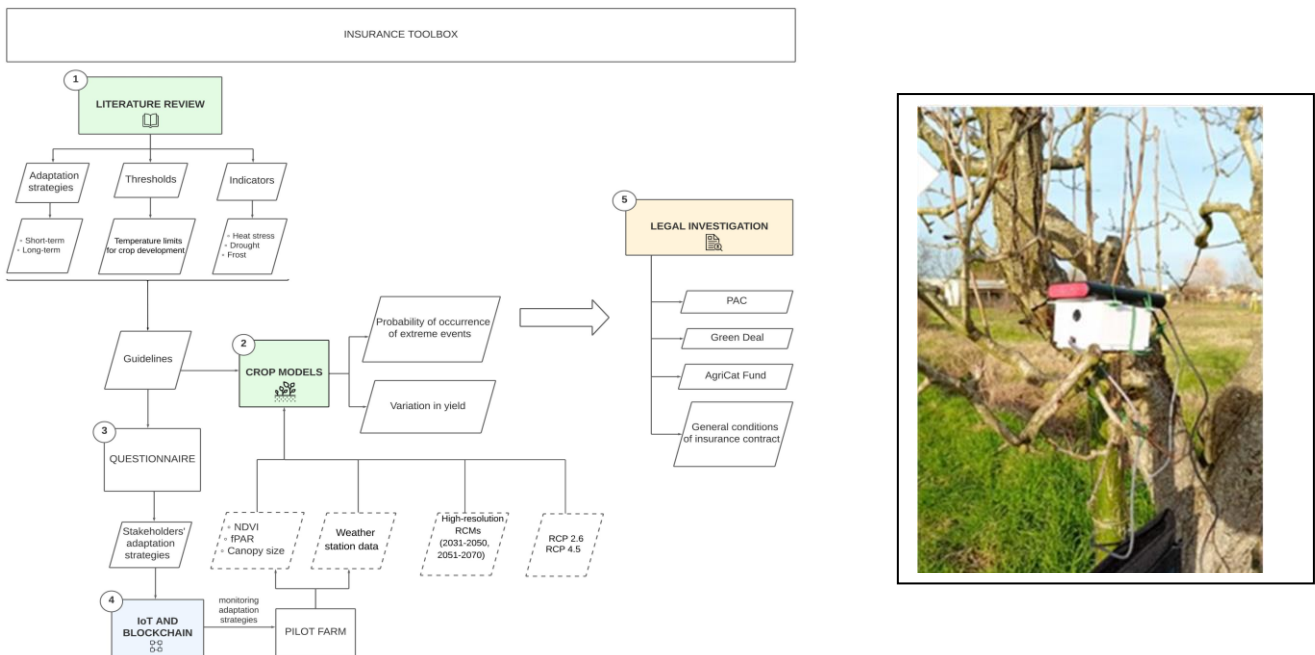 INSURANCE TOOLBOX
1
LITERATURE REVIEW
Adaptation
strategies
Thresholds
Indicators
- Short-term
- Long-term
Temperature limits
for crop development
- Heat stress
- Drought
- Frost
Guidelines
2
CROP MODELS
Probability of occurrence
of extreme events
Variation in yield
3
QUESTIONNAIRE
Stakeholders'
adaptation
strategies
- NDVI
- fPAR
- Canopy size
Weather
station data
High-resolution
RCMs
(2031-2050,
2051-2070)
RCP 2.6
RCP 4.5
4
IoT AND
BLOCKCHAIN
monitoring
adaptation
strategies
PILOT FARM
5
LEGAL INVESTIGATION
PAC
Green Deal
AgriCat Fund
General conditions
of insurance contract